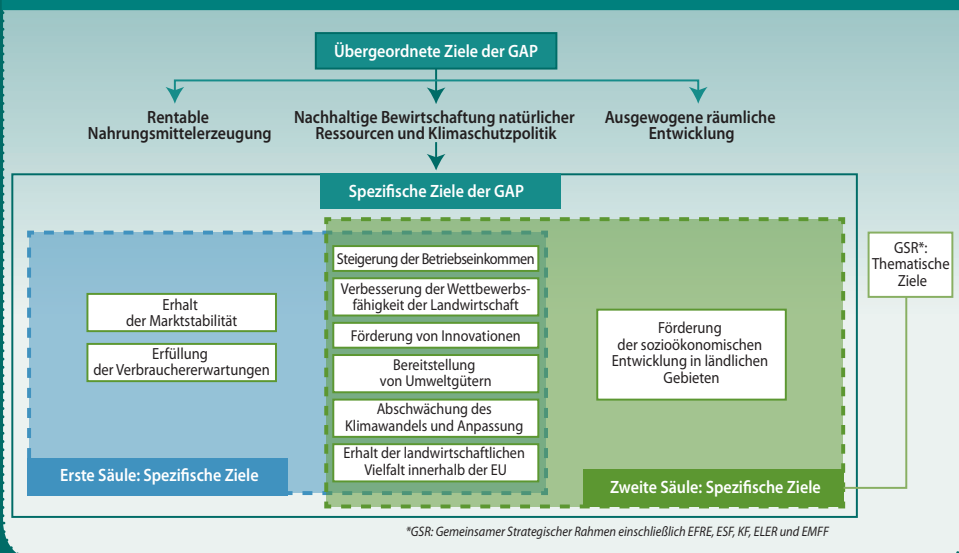 Übergeordnete Ziele der GAP
Rentable
Nahrungsmittelerzeugung
Nachhaltige Bewirtschaftung natürlicher
Ressourcen und Klimaschutzpolitik
Ausgewogene räumliche
Entwicklung
Spezifische Ziele der GAP
Erhalt
der Marktstabilität
Erfüllung
der Verbrauchererwartungen
Erste Säule: Spezifische Ziele
Steigerung der Betriebseinkommen
Verbesserung der Wettbewerbs-
fähigkeit der Landwirtschaft
Förderung von Innovationen
Bereitstellung
von Umweltgütern
Abschwächung des
Klimawandels und Anpassung
Erhalt der landwirtschaftlichen
Vielfalt innerhalb der EU
Förderung
der sozioökonomischen
Entwicklung in ländlichen
Gebieten
Zweite Säule: Spezifische Ziele
GSR*:
Thematische
Ziele
*GSR: Gemeinsamer Strategischer Rahmen einschließlich EFRE, ESF, KF, ELER und EMFF